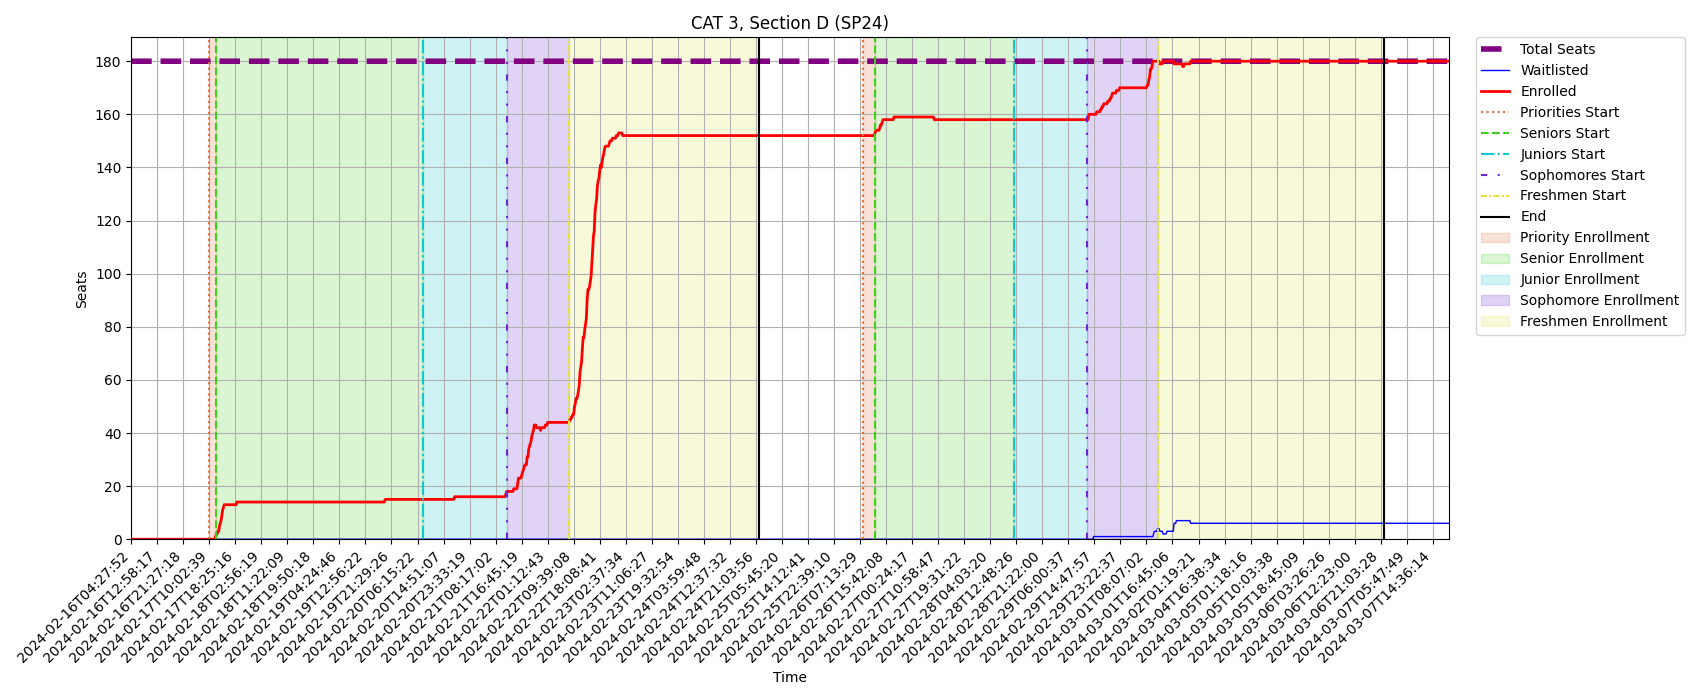 CAT 3, Section D (SP24)
Seats
180
160
140
120
100
80
60
40
20
0
2024-02-16T04:27:52
2024-02-16T12:58:17
2024-02-16T21:27:18
2024-02-17T10:02:39
2024-02-17T18:25:16
2024-02-18T02:56:19
2024-02-18T11:22:09
2024-02-18T19:50:18
2024-02-19T04:24:46
2024-02-19T12:56:22
2024-02-19T21:29:26
2024-02-20T06:15:22
2024-02-20T14:51:07
2024-02-20T23:33:19
2024-02-21T08:17:02
2024-02-21T16:45:19
2024-02-22T01:12:43
2024-02-22T09:39:08
2024-02-22T18:08:41
2024-02-23T02:37:34
2024-02-23T11:06:27
2024-02-23T19:32:54
2024-02-24T03:59:48
2024-02-24T12:37:32
2024-02-24T21:03:56
2024-02-25T05:45:20
2024-02-25T14:12:41
2024-02-25T22:39:10
2024-02-26T07:13:29
2024-02-26T15:42:08
2024-02-27T00:24:17
2024-02-27T10:58:47
2024-02-27T19:31:22
2024-02-28T04:03:20
2024-02-28T12:48:26
2024-02-28T21:22:00
2024-02-29T06:00:37
2024-02-29T14:47:57
2024-02-29T23:22:37
2024-03-01T08:07:02
2024-03-01T16:45:06
2024-03-02T01:19:21
2024-03-04T16:38:34
2024-03-05T01:18:16
2024-03-05T10:03:38
2024-03-05T18:45:09
2024-03-06T03:26:26
2024-03-06T12:23:00
2024-03-06T21:03:28
2024-03-07T05:47:49
2024-03-07T14:36:14
Time
Total Seats
Waitlisted
Enrolled
Priorities Start
Seniors Start
Juniors Start
Sophomores Start
Freshmen Start
End
Priority Enrollment
Senior Enrollment
Junior Enrollment
Sophomore Enrollment
Freshmen Enrollment